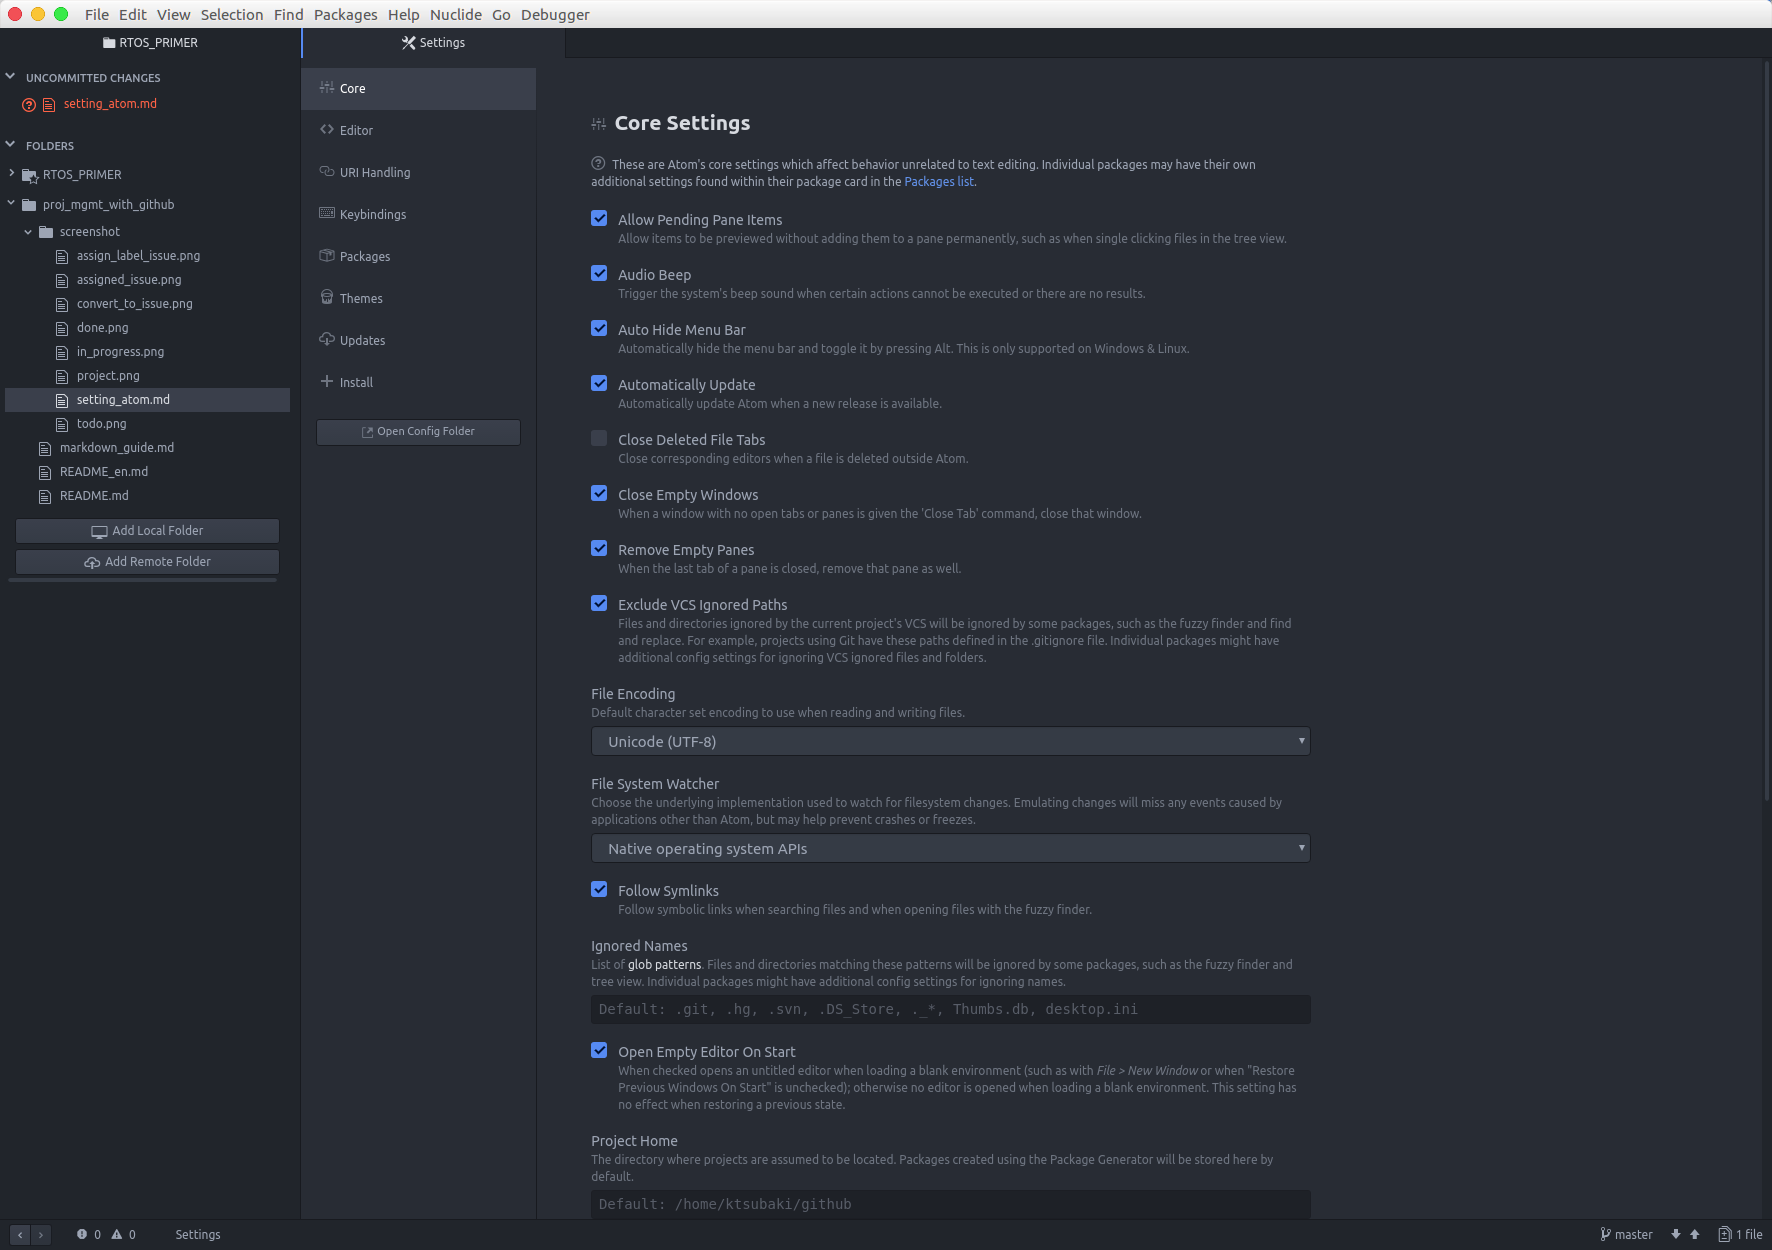 File Edit View Selection Find Packages Help Nuclide Go Debugger
RTOS_PRIMER
Settings
UNCOMMITTED CHANGES
setting_atom.md
FOLDERS
RTOS_PRIMER
proj_mgmt_with_github
screenshot
assign_label_issue.png
assigned_issue.png
convert_to_issue.png
done.png
in_progress.png
project.png
setting_atom.md
todo.png
markdown_guide.md
README_en.md
README.md
Add Local Folder
Add Remote Folder
Core
Editor
URI Handling
Keybindings
Packages
Themes
Updates
Install
Open Config Folder
Core Settings
These are Atom's core settings which affect behavior unrelated to text editing. Individual packages may have their own
additional settings found within their package card in the Packages list.
Allow Pending Pane Items
Allow items to be previewed without adding them to a pane permanently, such as when single clicking files in the tree view.
Audio Beep
Trigger the system's beep sound when certain actions cannot be executed or there are no results.
Auto Hide Menu Bar
Automatically hide the menu bar and toggle it by pressing Alt. This is only supported on Windows & Linux.
Automatically Update
Automatically update Atom when a new release is available.
Close Deleted File Tabs
Close corresponding editors when a file is deleted outside Atom.
Close Empty Windows
When a window with no open tabs or panes is given the 'Close Tab' command, close that window.
Remove Empty Panes
When the last tab of a pane is closed, remove that pane as well.
Exclude VCS Ignored Paths
Files and directories ignored by the current project's VCS will be ignored by some packages, such as the fuzzy finder and find
and replace. For example, projects using Git have these paths defined in the .gitignore file. Individual packages might have
additional config settings for ignoring VCS ignored files and folders.
File Encoding
Default character set encoding to use when reading and writing files.
Unicode (UTF-8)
File System Watcher
Choose the underlying implementation used to watch for filesystem changes. Emulating changes will miss any events caused by
applications other than Atom, but may help prevent crashes or freezes.
Native operating system APIs
Follow Symlinks
Follow symbolic links when searching files and when opening files with the fuzzy finder.
Ignored Names
List of glob patterns. Files and directories matching these patterns will be ignored by some packages, such as the fuzzy finder and
tree view. Individual packages might have additional config settings for ignoring names.
Default: .git, .hg, .svn, .DS_Store, ._*, Thumbs.db, desktop.ini
Open Empty Editor On Start
When checked opens an untitled editor when loading a blank environment (such as with File > New Window or when "Restore
Previous Windows On Start" is unchecked); otherwise no editor is opened when loading a blank environment. This setting has
no effect when restoring a previous state.
Project Home
The directory where projects are assumed to be located. Packages created using the Package Generator will be stored here by
default.
Default: /home/ktsubaki/github
0 0 Settings
master
1 file